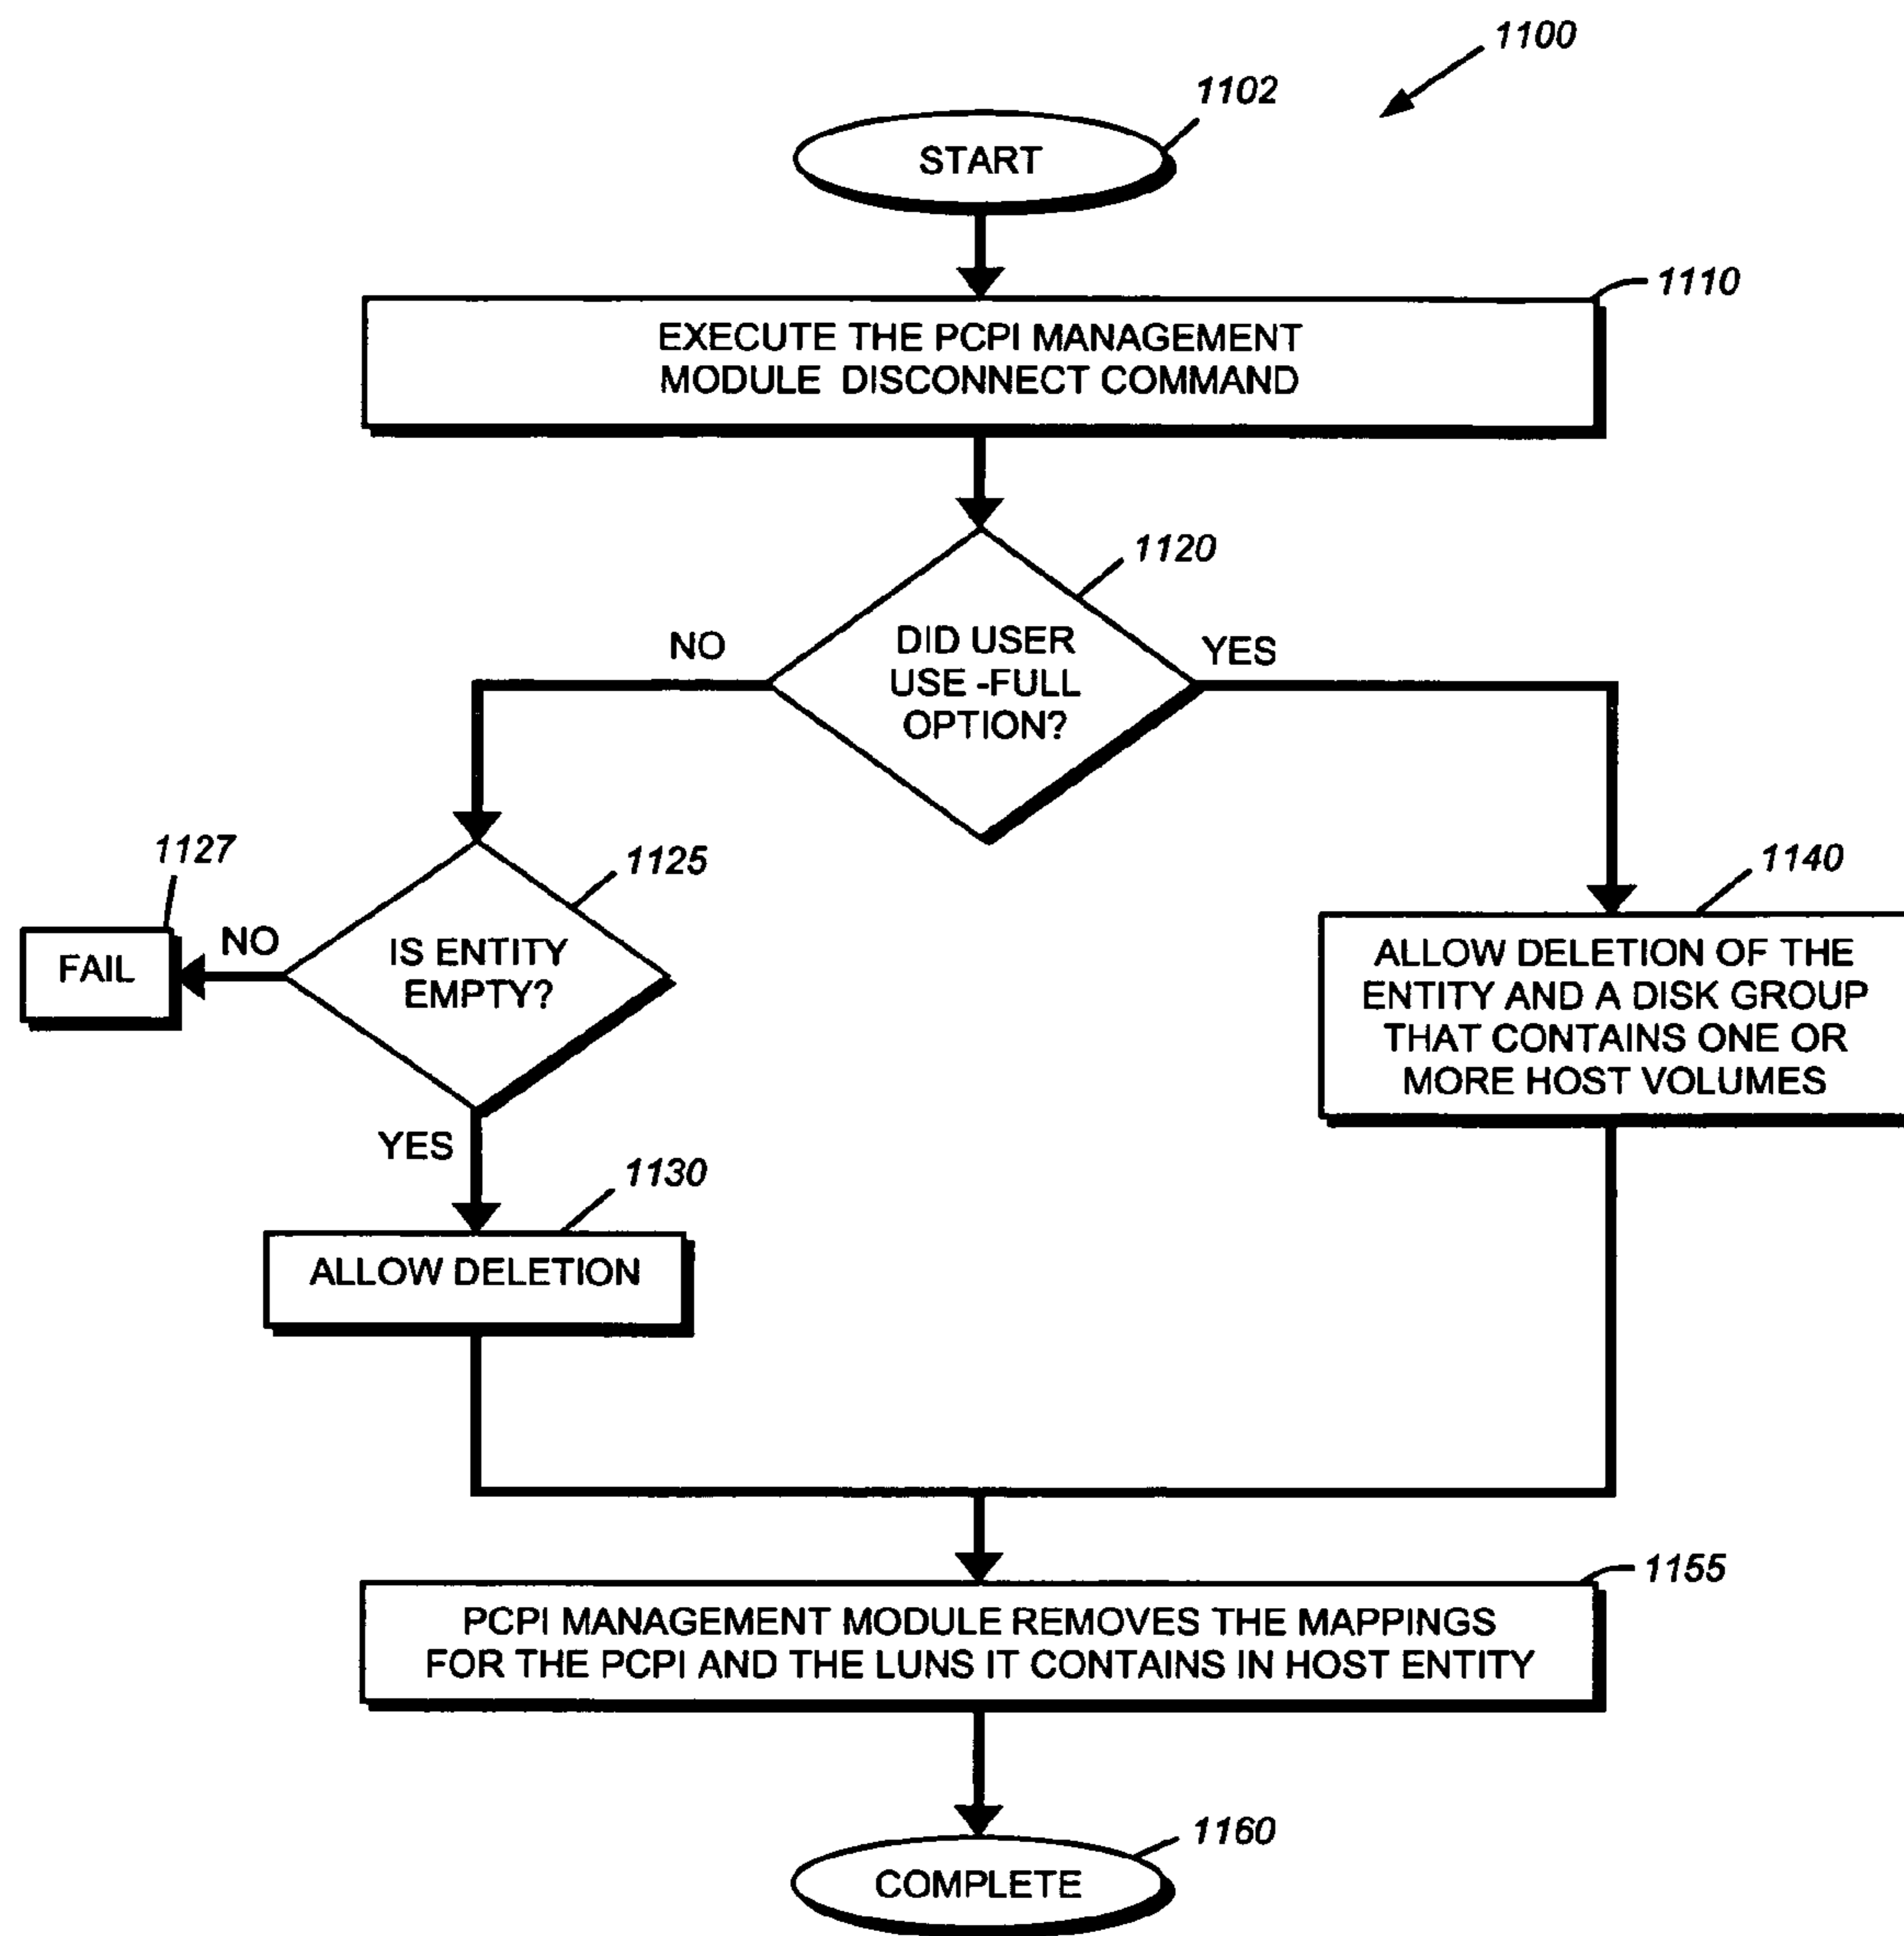 1100
1102
START
1110
EXECUTE THE PCPI MANAGEMENT
MODULE DISCONNECT COMMAND
1120
DID USER
USE -FULL
OPTION?
NO
YES
1127
FAIL
NO
1125
IS ENTITY
EMPTY?
1140
ALLOW DELETION OF THE
ENTITY AND A DISK GROUP
THAT CONTAINS ONE OR
MORE HOST VOLUMES
YES
1130
ALLOW DELETION
1155
PCPI MANAGEMENT MODULE REMOVES THE MAPPINGS
FOR THE PCPI AND THE LUNS IT CONTAINS IN HOST ENTITY
1160
COMPLETE